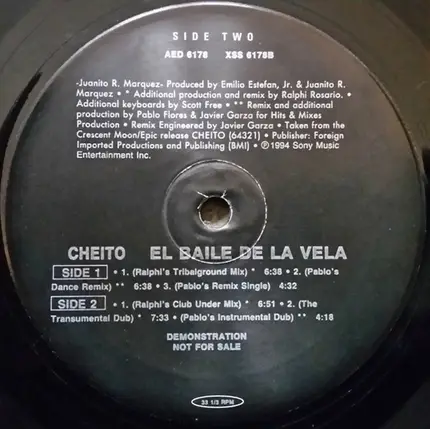 SIDE TWO
AED 6178 XSS 6178B
-Juanito R. Marquez- Produced by Emilio Estefan, Jr. & Juanito R.
Marquez • * Additional production and remix by Ralphi Rosario. •
Additional keyboards by Scott Free • ** Remix and additional
production by Pablo Flores & Javier Garza for Hits & Mixes
Production • Remix Engineered by Javier Garza • Taken from the
Crescent Moon/Epic release CHEITO (64321) • Publisher: Foreign
Imported Productions and Publishing (BMI) • ℗1994 Sony Music
Entertainment Inc.
CHEITO EL BAILE DE LA VELA
SIDE 1 • 1. (Ralphi's Tribalground Mix) * 6:38 • 2. (Pablo's
Dance Remix) ** 6:38 • 3. (Pablo's Remix Single) 4:32
SIDE 2 • 1. (Ralphi's Club Under Mix) * 6:51 • 2. (The
Transumental Dub) * 7:33 • (Pablo's Instrumental Dub) ** 4:18
DEMONSTRATION
NOT FOR SALE
33 1/3 RPM